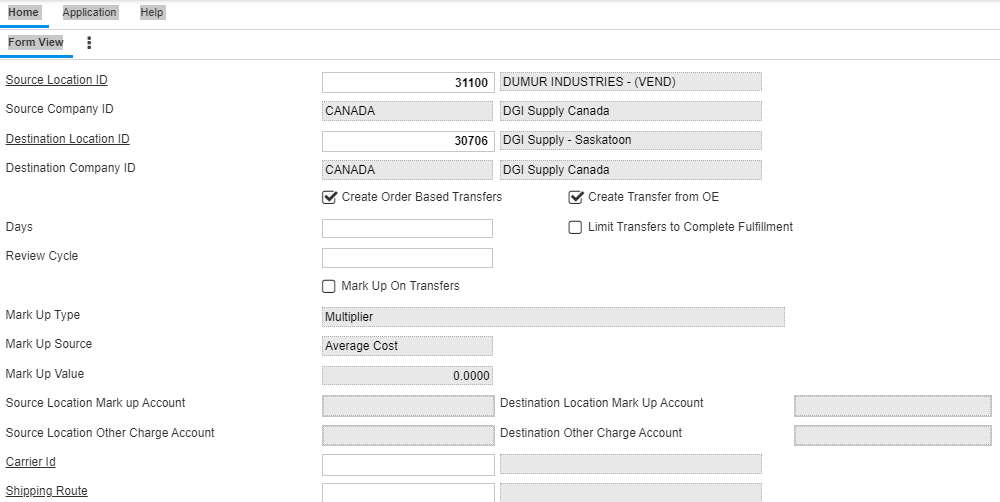 Home Application Help
Form View
Source Location ID 31100 DUMUR INDUSTRIES - (VEND)
Source Company ID CANADA DGI Supply Canada
Destination Location ID 30706 DGI Supply - Saskatoon
Destination Company ID CANADA DGI Supply Canada
Create Order Based Transfers Create Transfer from OE
Days Limit Transfers to Complete Fulfillment
Review Cycle
Mark Up On Transfers
Mark Up Type Multiplier
Mark Up Source Average Cost
Mark Up Value 0.0000
Source Location Mark up Account Destination Location Mark Up Account
Source Location Other Charge Account Destination Other Charge Account
Carrier Id
Shipping Route